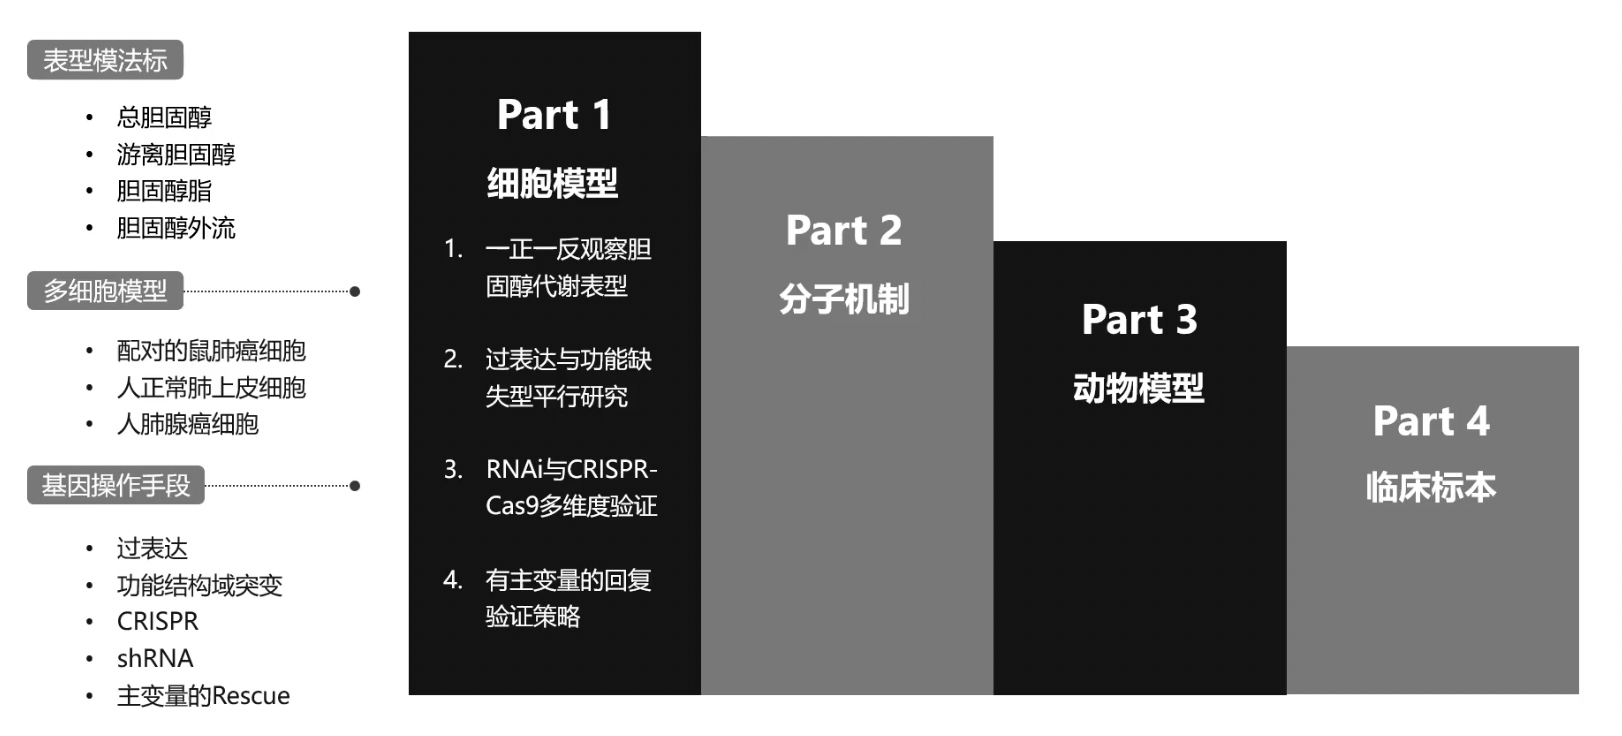 表型模法标
• 总胆固醇
• 游离胆固醇
• 胆固醇脂
• 胆固醇外流
多细胞模型
• 配对的鼠肺癌细胞
• 人正常肺上皮细胞
• 人肺腺癌细胞
基因操作手段
• 过表达
• 功能结构域突变
• CRISPR
• shRNA
• 主变量的Rescue
Part 1
细胞模型
1. 一正一反观察胆
固醇代谢表型
2. 过表达与功能缺
失型平行研究
3. RNAi与CRISPR-
Cas9多维度验证
4. 有主变量的回复
验证策略
Part 2
分子机制
Part 3
动物模型
Part 4
临床标本